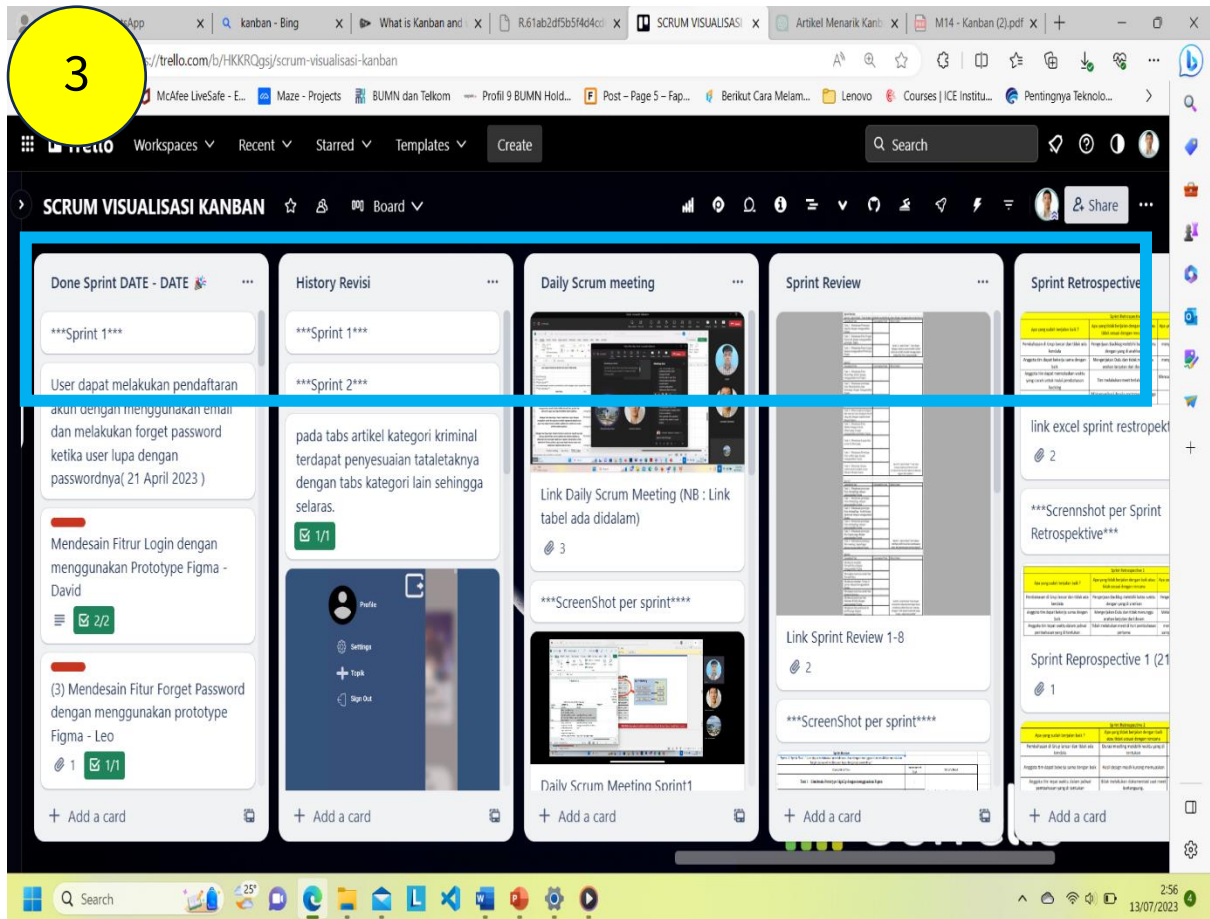 3
App
kanban - Bing
What is Kanban and
R.61ab2df5b5f4d4cd
SCRUM VISUALISASI
Artikel Menarik Kanb
M14 - Kanban (2).pdf
://trello.com/b/HKKRQgsj/scrum-visualisasi-kanban
McAfee LiveSafe - E...
Maze - Projects
BUMN dan Telkom
Profil 9 BUMN Hold...
Post – Page 5 – Fap...
Berikut Cara Melam...
Lenovo
Courses | ICE Institu...
Pentingnya Teknolo...
Trello
Workspaces
Recent
Starred
Templates
Create
Search
SCRUM VISUALISASI KANBAN
Board
Share
Done Sprint DATE - DATE 🎉
***Sprint 1***
User dapat melakukan pendaftaran
akun dengan menggunakan email
dan melakukan forget password
ketika user lupa dengan
passwordnya( 21 April 2023 )
Mendesain Fitrur Login dengan
menggunakan Prototype Figma -
David
2/2
(3) Mendesain Fitur Forget Password
dengan menggunakan prototype
Figma - Leo
1
1/1
+ Add a card
History Revisi
***Sprint 1***
***Sprint 2***
pada tabs artikel kategori kriminal
terdapat penyesuaian tataletaknya
dengan tabs kategori lain sehingga
selaras.
1/1
Profile
Settings
Topik
Sign Out
+ Add a card
Daily Scrum meeting
Link Daily Scrum Meeting (NB : Link
tabel ada didalam)
3
***ScreenShot per sprint****
Daily Scrum Meeting Sprint1
+ Add a card
Sprint Review
Link Sprint Review 1-8
2
***ScreenShot per sprint****
+ Add a card
Sprint Retrospective
link excel sprint restropekt
2
***Scrennshot per Sprint
Retrospektive***
Sprint Reprospective 1 (21
1
+ Add a card
Search
25°
2:56
13/07/2023
4